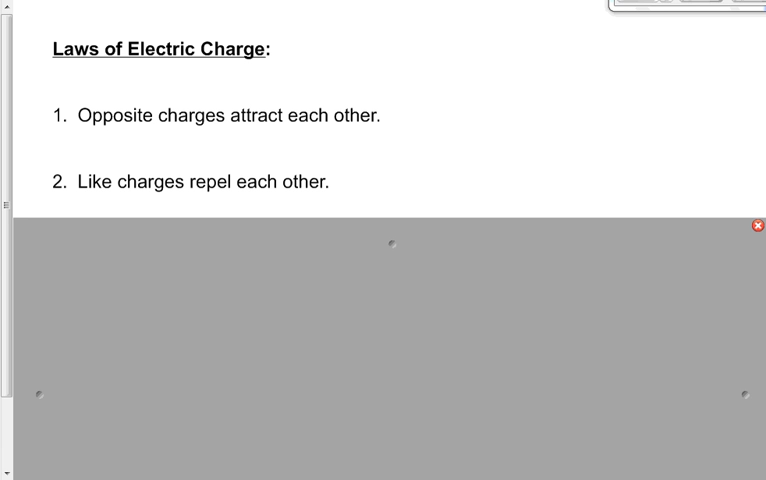 Laws of Electric Charge:
1. Opposite charges attract each other.
2. Like charges repel each other.